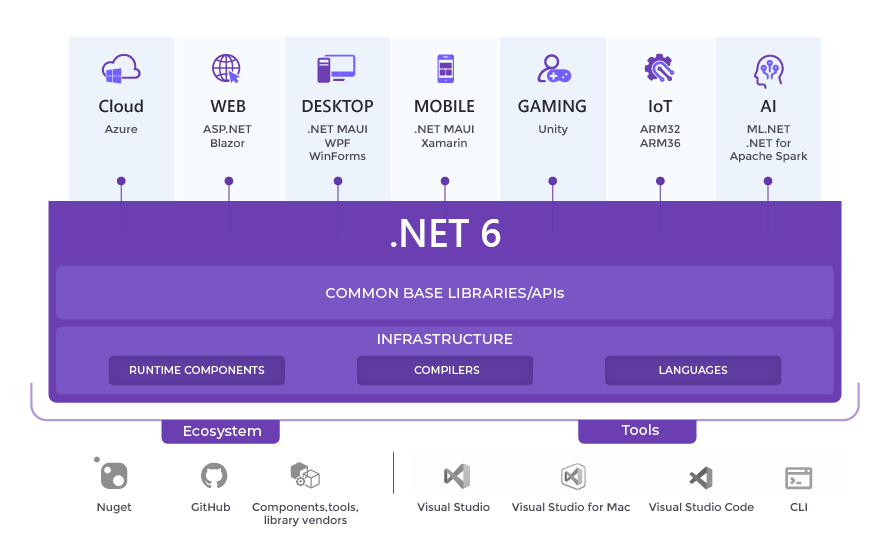 Cloud
Azure
WEB
ASP.NET
Blazor
DESKTOP
.NET MAUI
WPF
WinForms
MOBILE
.NET MAUI
Xamarin
GAMING
Unity
IoT
ARM32
ARM36
AI
ML.NET
.NET for
Apache Spark
.NET 6
COMMON BASE LIBRARIES/APIs
INFRASTRUCTURE
RUNTIME COMPONENTS
COMPILERS
LANGUAGES
Ecosystem
Nuget
GitHub
Components,tools,
library vendors
Tools
Visual Studio
Visual Studio for Mac
Visual Studio Code
CLI